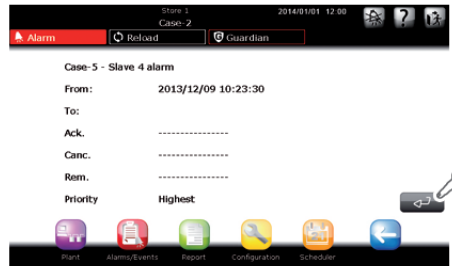 Store 1
2014/01/01 12:00
Case-2
Alarm
Reload
Guardian
Case-5 - Slave 4 alarm
From: 2013/12/09 10:23:30
To:
Ack. ----------------
Canc. ----------------
Rem. ----------------
Priority Highest
Plant
Alarms/Events
Report
Configuration
Scheduler